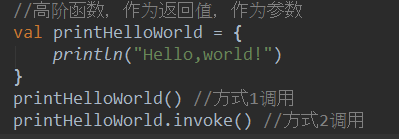 //高阶函数，作为返回值，作为参数
val printHelloWorld = {
    println("Hello,world!")
}
printHelloWorld() //方式1调用
printHelloWorld.invoke() //方式2调用